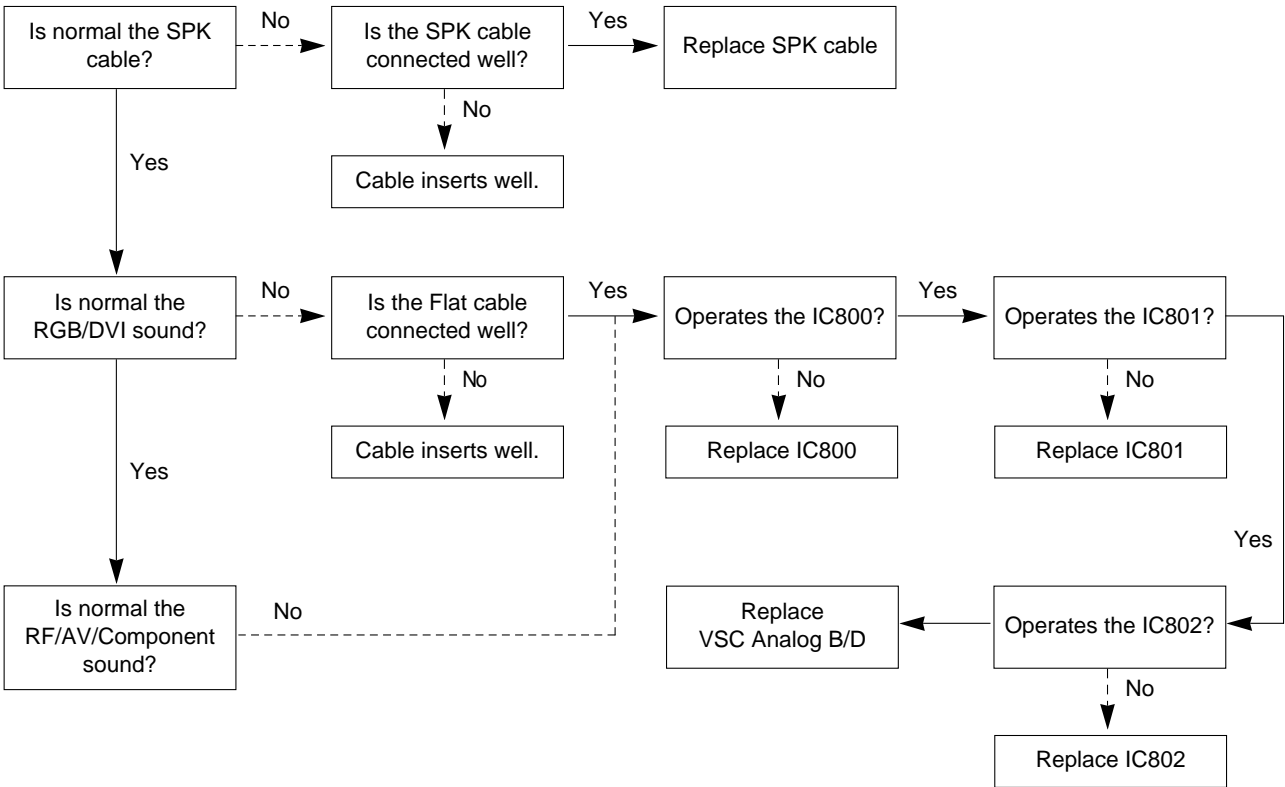 Is normal the SPK
cable?
No
Is the SPK cable
connected well?
Yes
Replace SPK cable
No
Cable inserts well.
Yes
Is normal the
RGB/DVI sound?
No
Is the Flat cable
connected well?
Yes
Operates the IC800?
Yes
Operates the IC801?
No
Cable inserts well.
No
Replace IC800
No
Replace IC801
Yes
Yes
Is normal the
RF/AV/Component
sound?
No
Replace
VSC Analog B/D
Operates the IC802?
No
Replace IC802